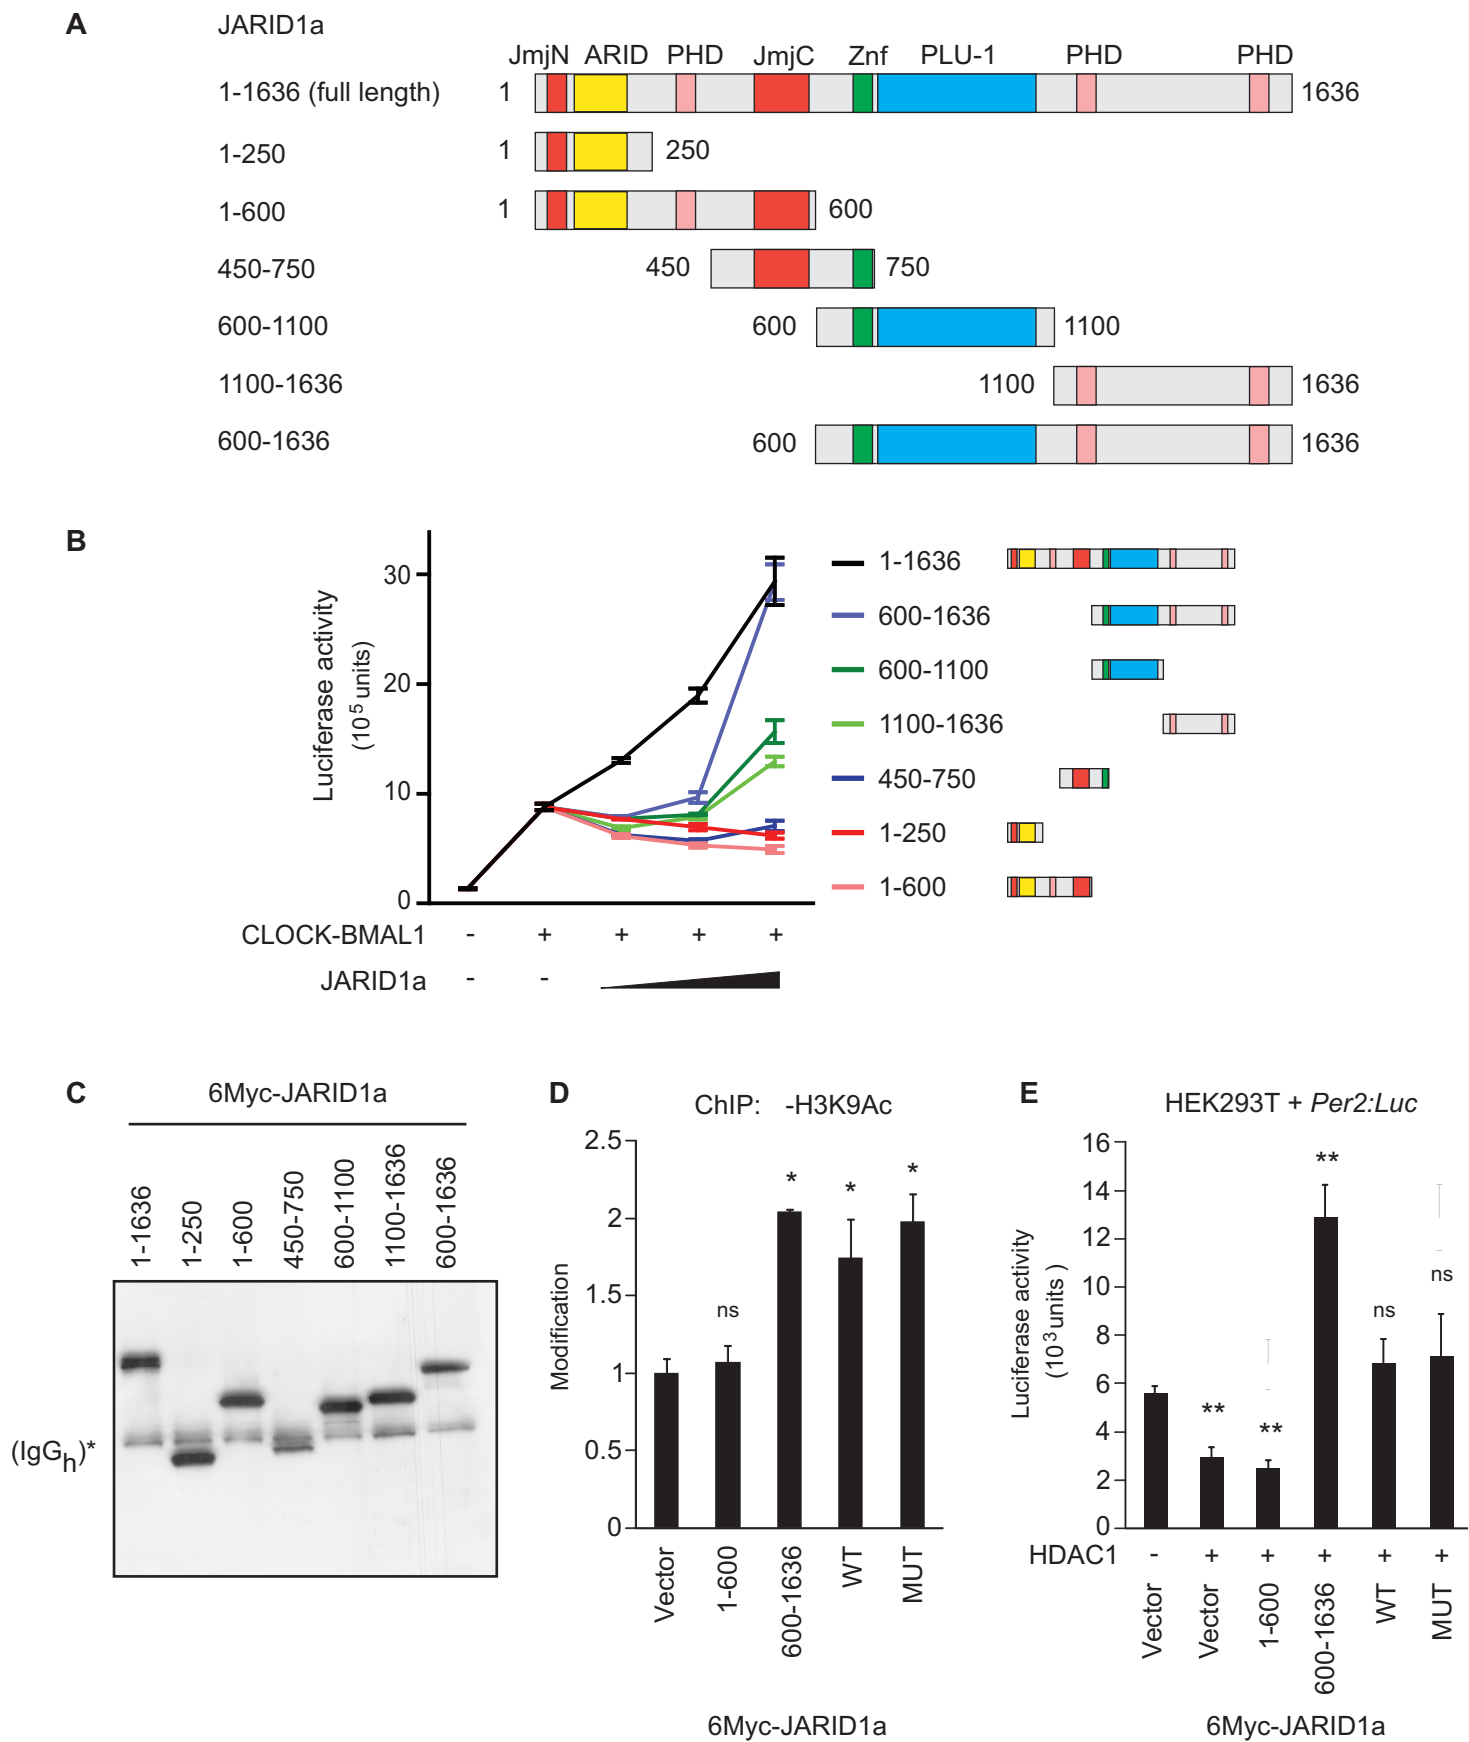 A
JARID1a
JmjN ARID PHD JmjC Znf PLU-1 PHD PHD
1-1636 (full length) 1 1636
1-250 1 250
1-600 1 600
450-750 450 750
600-1100 600 1100
1100-1636 1100 1636
600-1636 600 1636
B
Luciferase activity
(10⁵ units)
30
20
10
0
CLOCK-BMAL1 - + + + +
JARID1a - -
1-1636
600-1636
600-1100
1100-1636
450-750
1-250
1-600
C
6Myc-JARID1a
1-1636
1-250
1-600
450-750
600-1100
1100-1636
600-1636
(IgGₕ)*
D
ChIP: -H3K9Ac
Modification
2.5
2
1.5
1
0.5
0
ns
*
*
*
Vector
1-600
600-1636
WT
MUT
6Myc-JARID1a
E
HEK293T + Per2:Luc
Luciferase activity
(10³ units )
16
14
12
10
8
6
4
2
0
**
**
**
ns
ns
HDAC1 - + + + + +
Vector
Vector
1-600
600-1636
WT
MUT
6Myc-JARID1a